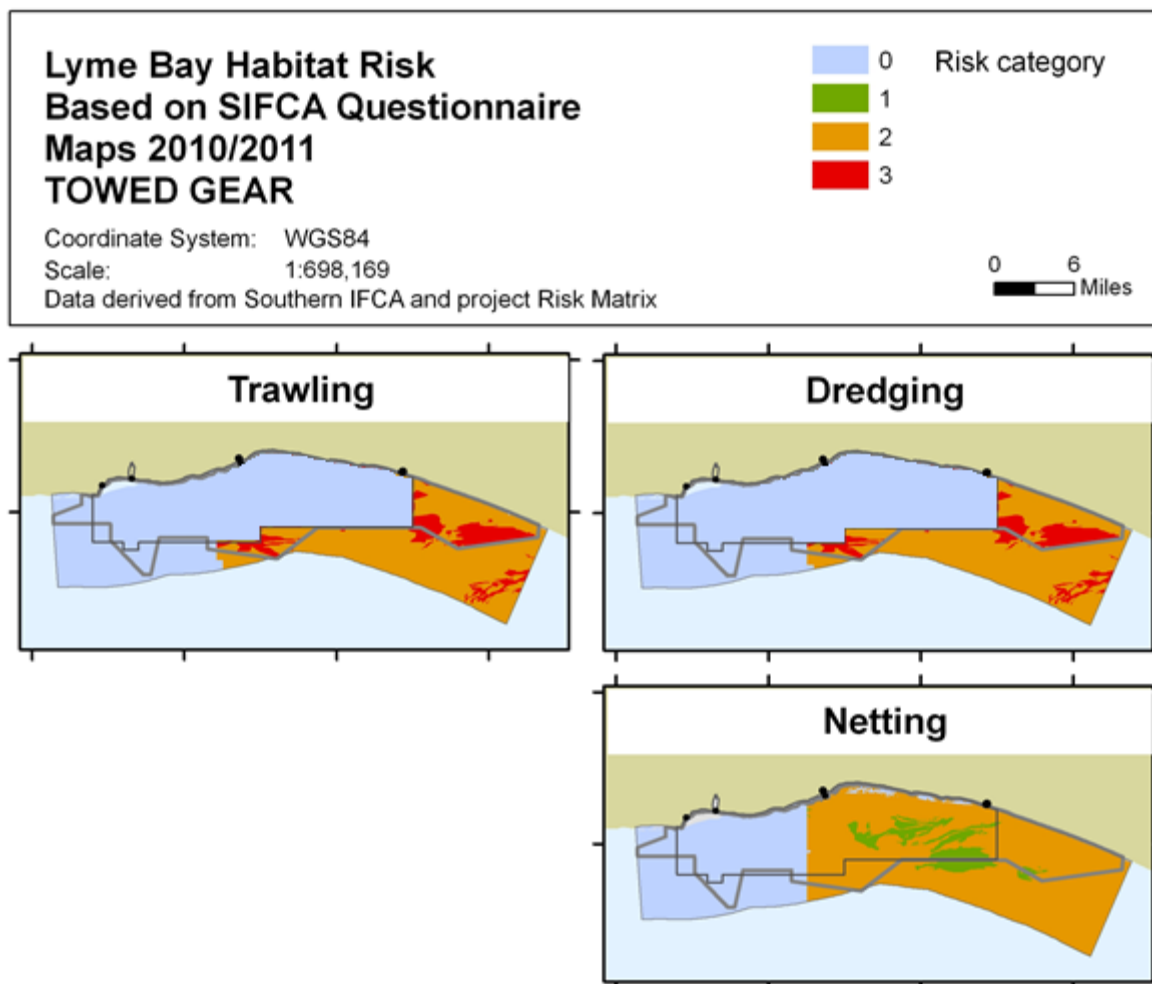 Lyme Bay Habitat Risk
Based on SIFCA Questionnaire
Maps 2010/2011
TOWED GEAR
Coordinate System: WGS84
Scale: 1:698,169
Data derived from Southern IFCA and project Risk Matrix
0 Risk category
1
2
3
0 6
Miles
Trawling
Dredging
Netting